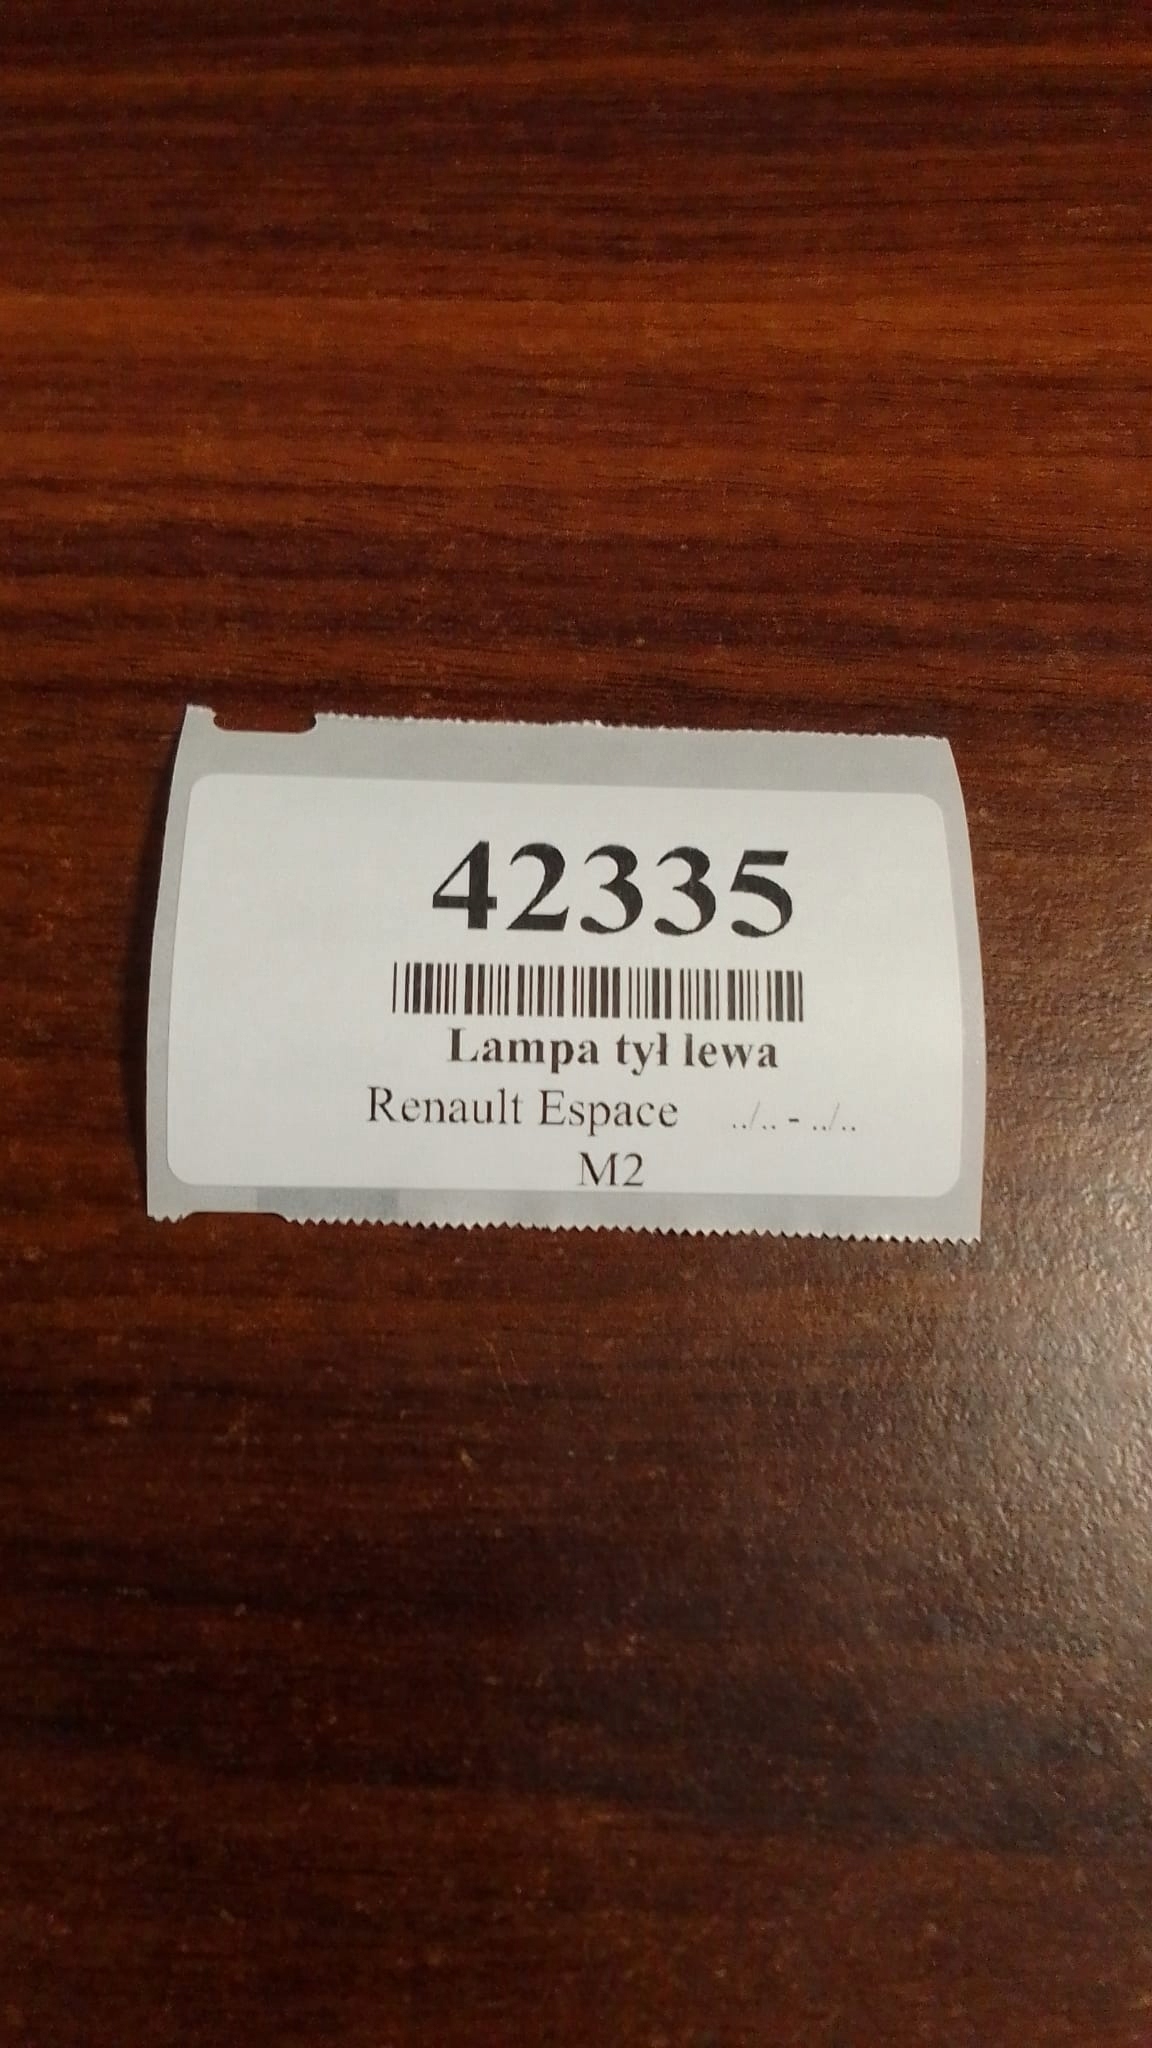 42335
Lampa tył lewa
Renault Espace ../.. - ../..
M2